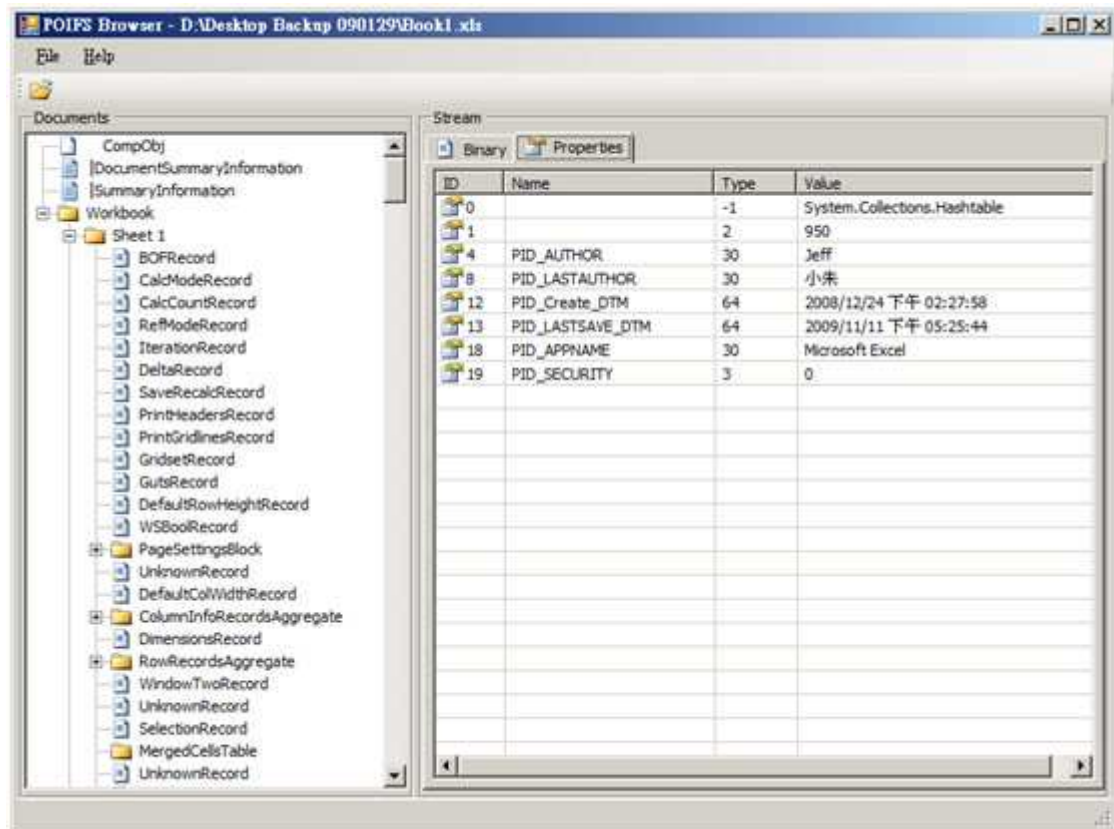 POIFS Browser - D:\Desktop Backup 090129\Book1.xls
File Help
Documents
CompObj
|DocumentSummaryInformation
|SummaryInformation
Workbook
Sheet 1
BOFRecord
CalcModeRecord
CalcCountRecord
RefModeRecord
IterationRecord
DeltaRecord
SaveRecalcRecord
PrintHeadersRecord
PrintGridlinesRecord
GridsetRecord
GutsRecord
DefaultRowHeightRecord
WSBoolRecord
PageSettingsBlock
UnknownRecord
DefaultColWidthRecord
ColumnInfoRecordsAggregate
DimensionsRecord
RowRecordsAggregate
WindowTwoRecord
UnknownRecord
SelectionRecord
MergedCellsTable
UnknownRecord
Stream
Binary Properties
ID Name Type Value
0 -1 System.Collections.Hashtable
1 2 950
4 PID_AUTHOR 30 Jeff
8 PID_LASTAUTHOR 30 小朱
12 PID_Create_DTM 64 2008/12/24 下午 02:27:58
13 PID_LASTSAVE_DTM 64 2009/11/11 下午 05:25:44
18 PID_APPNAME 30 Microsoft Excel
19 PID_SECURITY 3 0